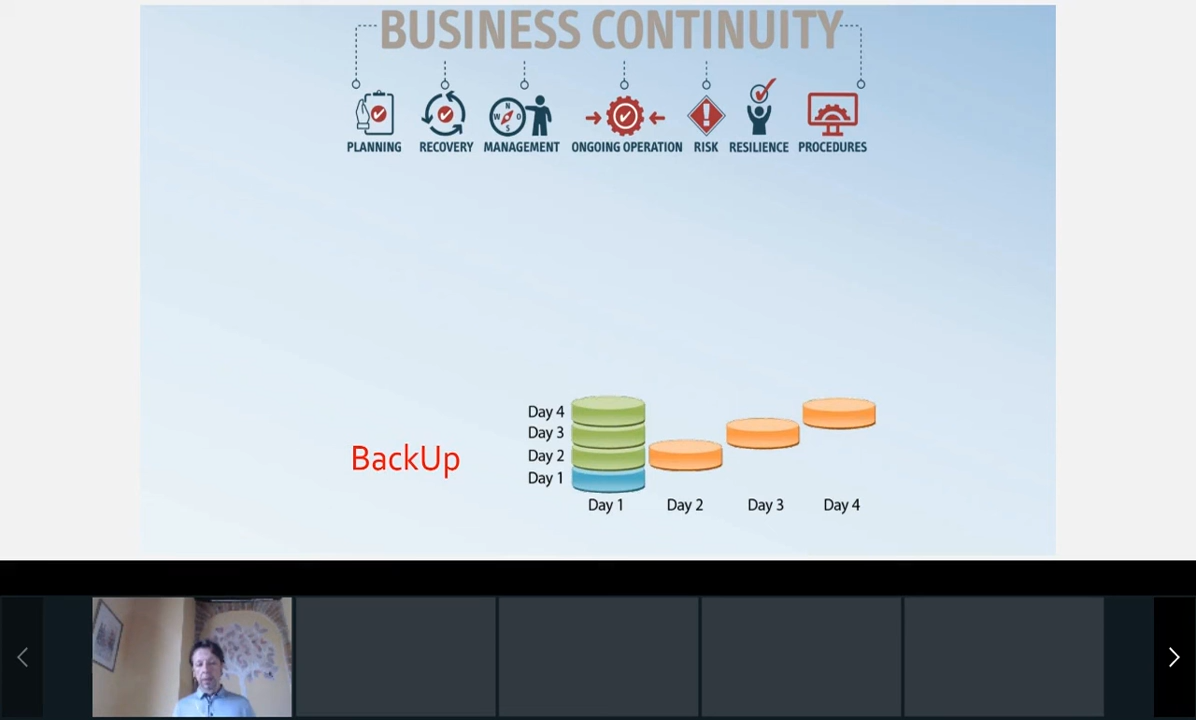 BUSINESS CONTINUITY
PLANNING RECOVERY MANAGEMENT ONGOING OPERATION RISK RESILIENCE PROCEDURES
N
W O
S
Day 4
Day 3
Day 2
Day 1
BackUp
Day 1 Day 2 Day 3 Day 4